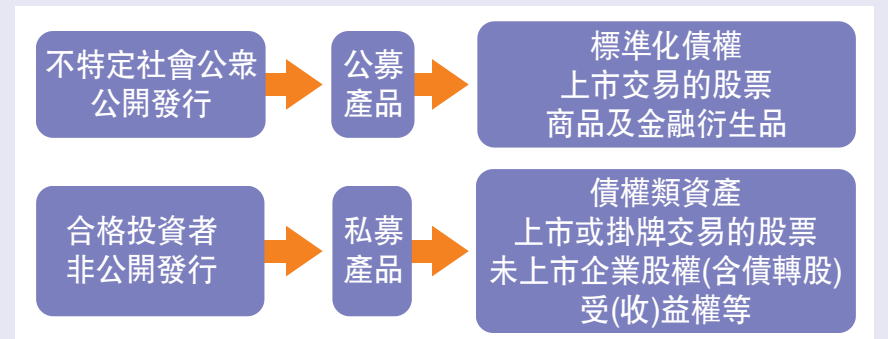 不特定社會公衆
公開發行
公募
產品
標準化債權
上市交易的股票
商品及金融衍生品
合格投資者
非公開發行
私募
產品
債權類資產
上市或掛牌交易的股票
未上市企業股權(含債轉股)
受(收)益權等